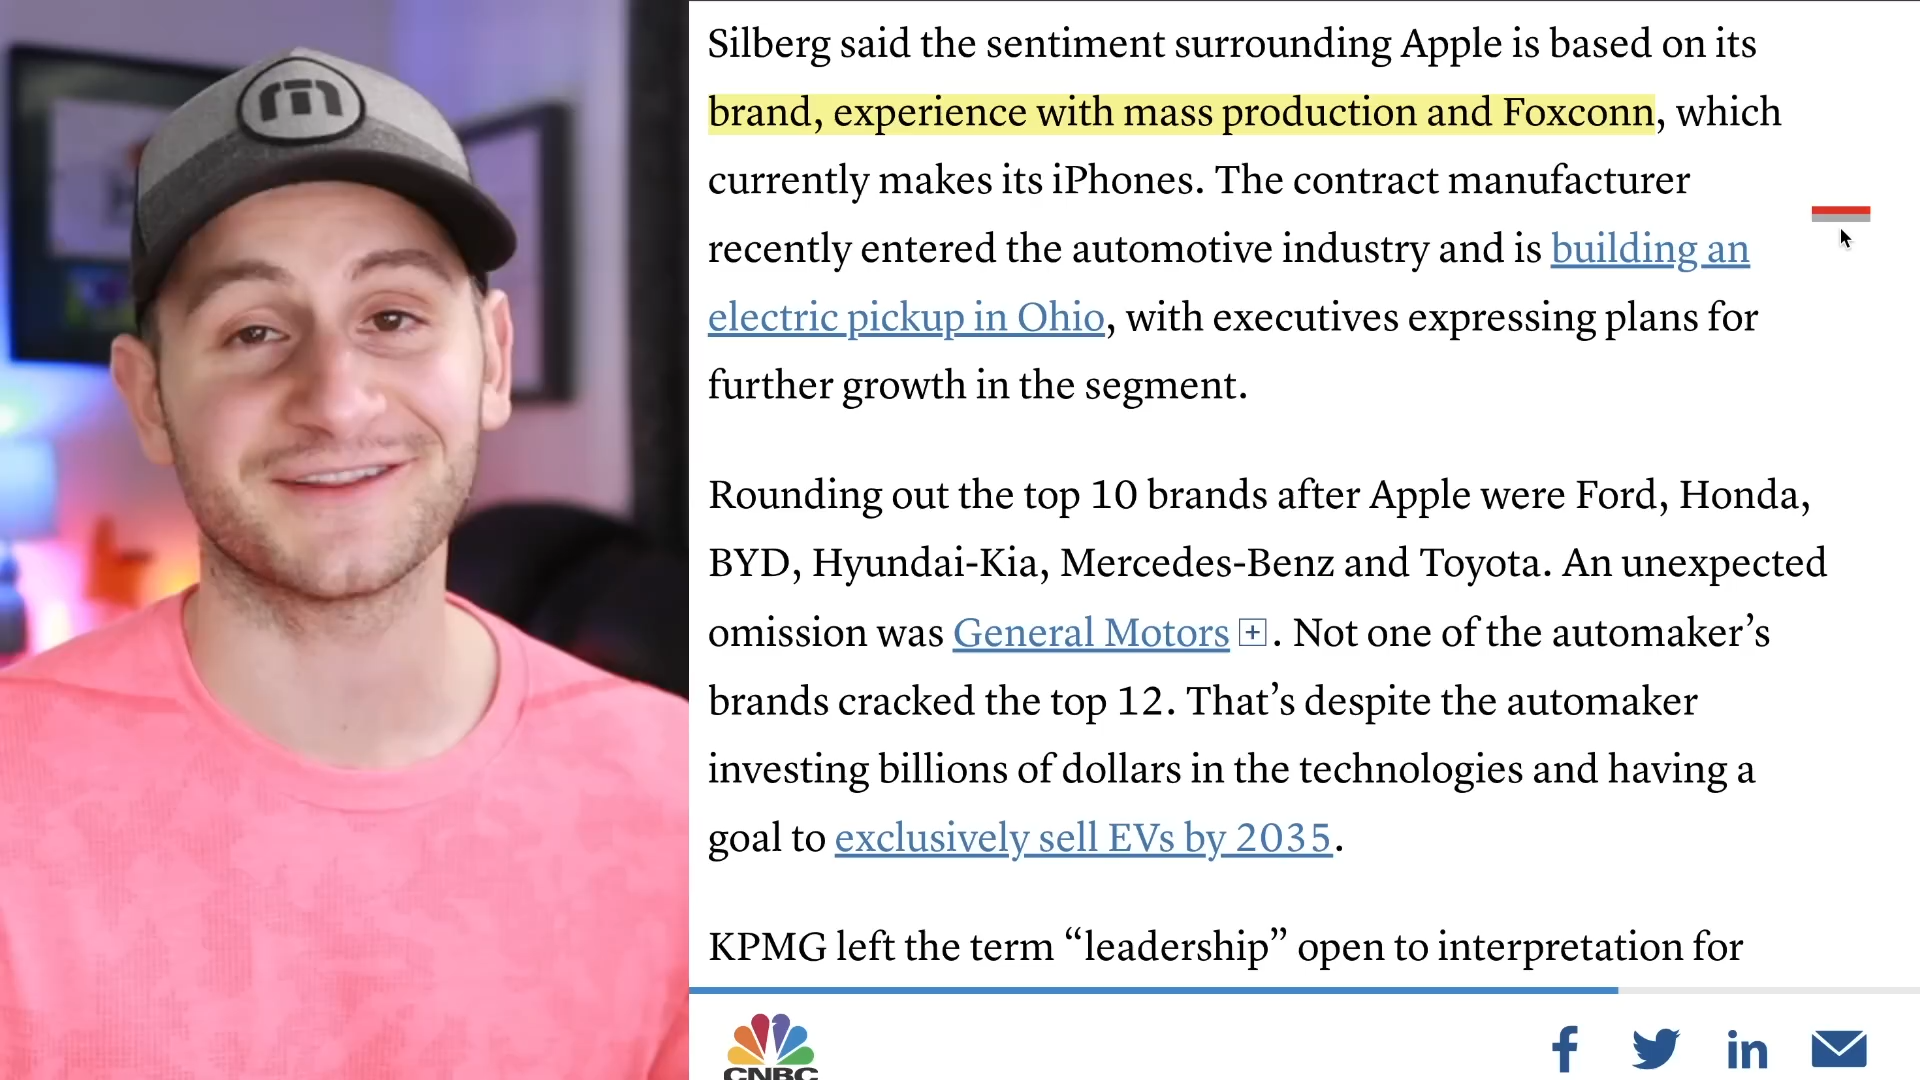 Silberg said the sentiment surrounding Apple is based on its
brand, experience with mass production and Foxconn, which
currently makes its iPhones. The contract manufacturer
recently entered the automotive industry and is building an
electric pickup in Ohio, with executives expressing plans for
further growth in the segment.
Rounding out the top 10 brands after Apple were Ford, Honda,
BYD, Hyundai-Kia, Mercedes-Benz and Toyota. An unexpected
omission was General Motors + . Not one of the automaker’s
brands cracked the top 12. That’s despite the automaker
investing billions of dollars in the technologies and having a
goal to exclusively sell EVs by 2035.
KPMG left the term “leadership” open to interpretation for
CNBC